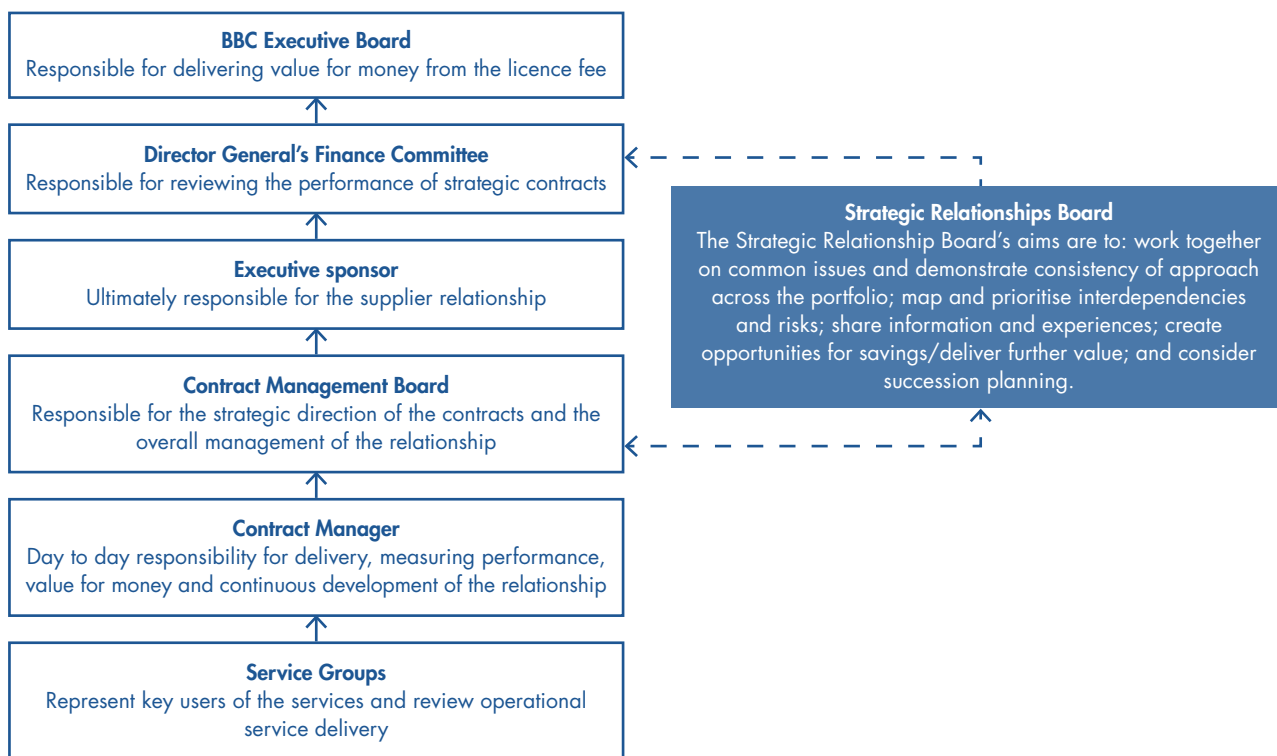 BBC Executive Board
Responsible for delivering value for money from the licence fee
Director General’s Finance Committee
Responsible for reviewing the performance of strategic contracts
Executive sponsor
Ultimately responsible for the supplier relationship
Contract Management Board
Responsible for the strategic direction of the contracts and the
overall management of the relationship
Contract Manager
Day to day responsibility for delivery, measuring performance,
value for money and continuous development of the relationship
Service Groups
Represent key users of the services and review operational
service delivery
Strategic Relationships Board
The Strategic Relationship Board’s aims are to: work together
on common issues and demonstrate consistency of approach
across the portfolio; map and prioritise interdependencies
and risks; share information and experiences; create
opportunities for savings/deliver further value; and consider
succession planning.